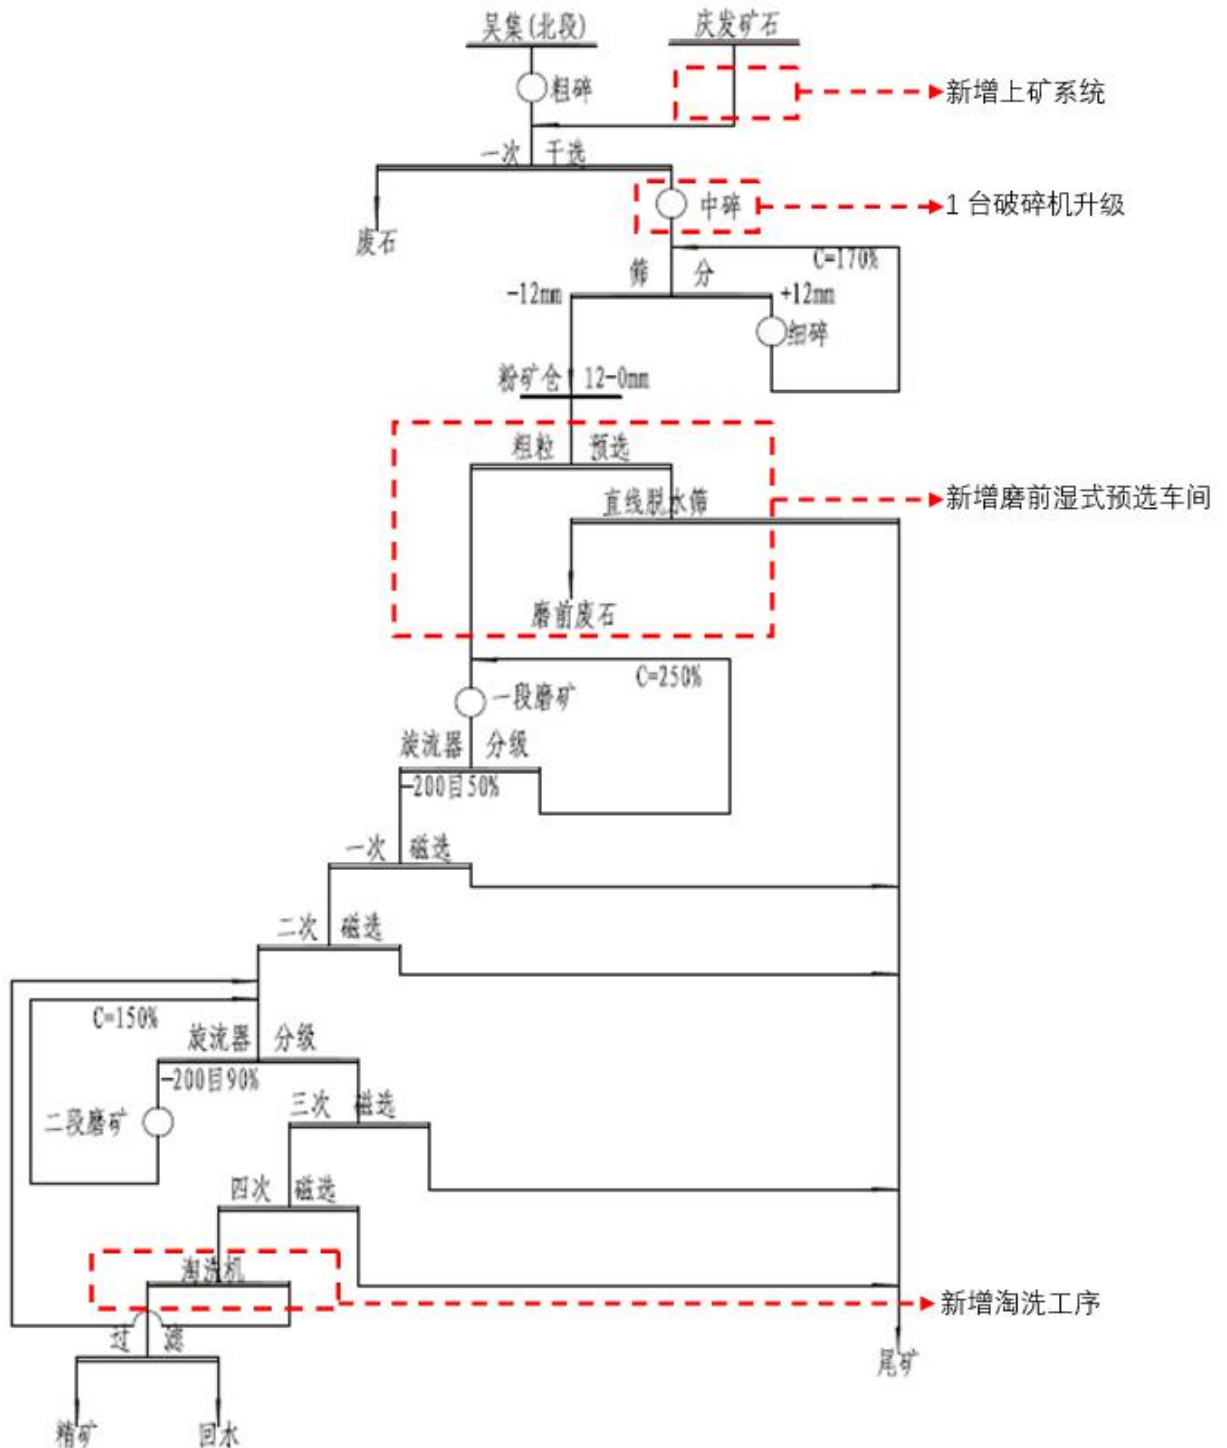 吴集(北段)
庆发矿石
粗碎
新增上矿系统
一次 干选
中碎
1 台破碎机升级
废石
C=170%
筛 分
-12mm
+12mm
细碎
粉矿仓 12-0mm
粗粒 预选
直线脱水筛
新增磨前湿式预选车间
磨前废石
C=250%
一段磨矿
旋流器 分级
-200目50%
一次 磁选
二次 磁选
C=150%
旋流器 分级
-200目90%
二段磨矿
三次 磁选
四次 磁选
淘洗机
新增淘洗工序
过 滤
尾矿
精矿
回水